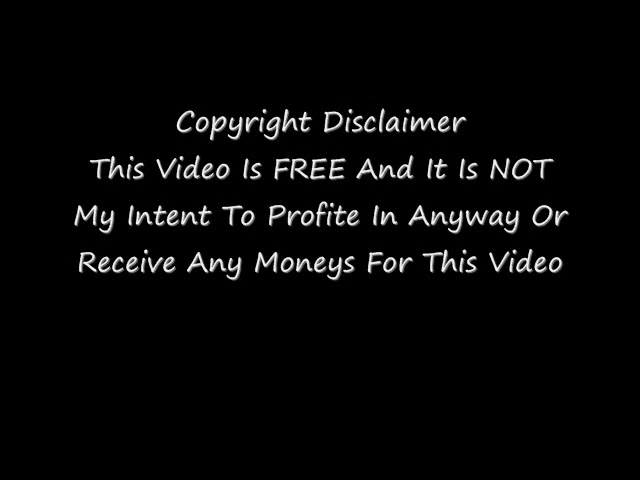 Copyright Disclaimer
This Video Is FREE And It Is NOT
My Intent To Profite In Anyway Or
Receive Any Moneys For This Video